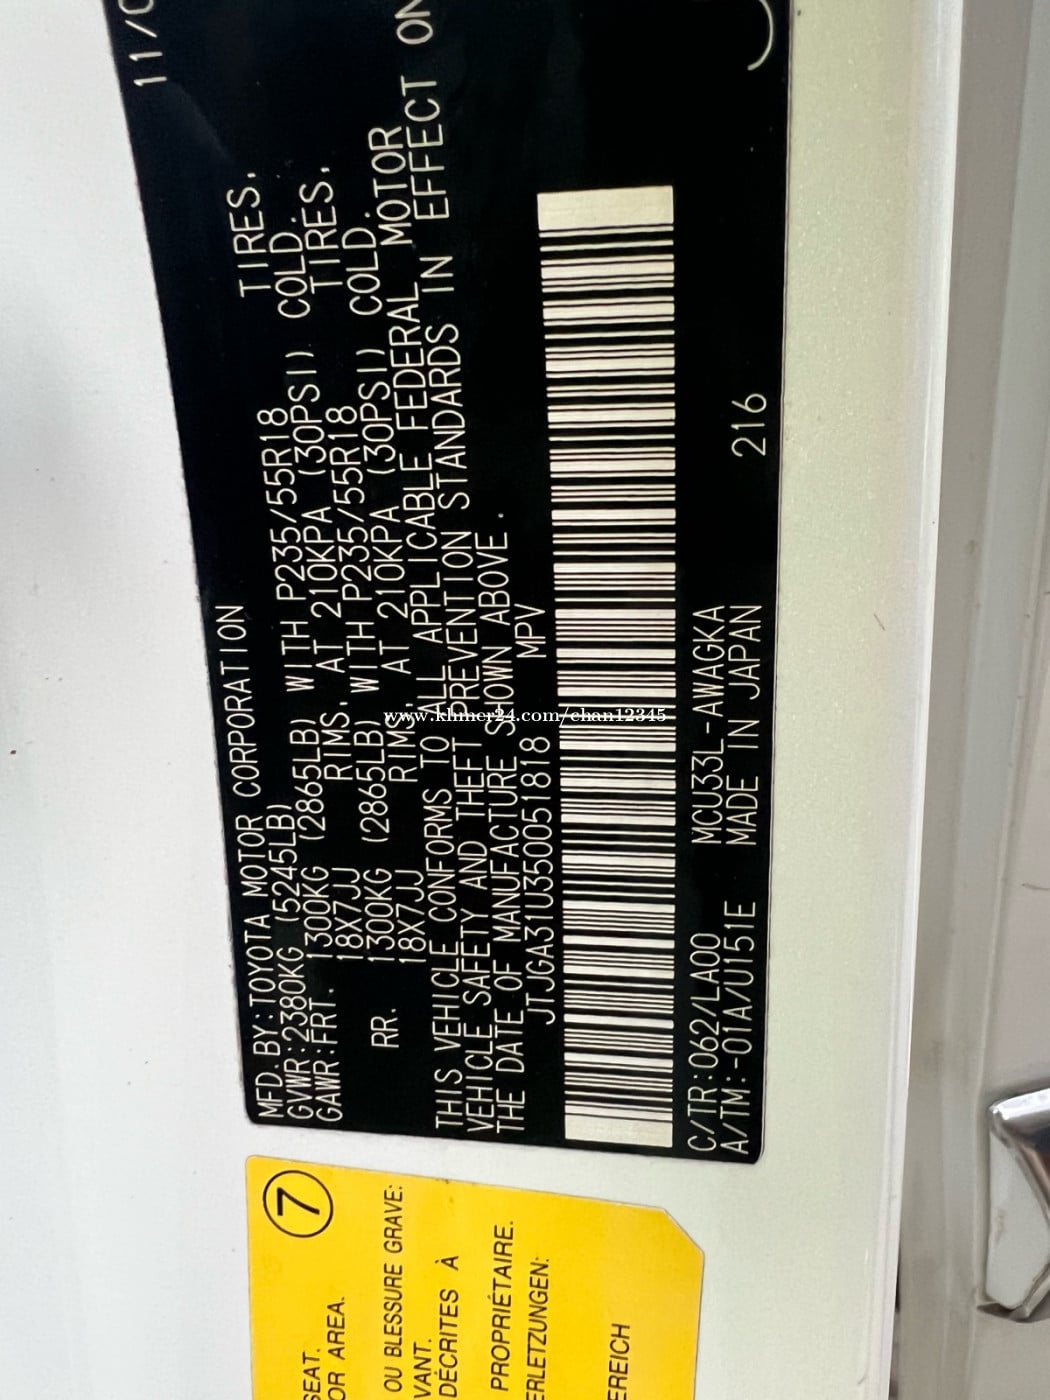 11/0
MFD.BY:TOYOTA MOTOR CORPORATION
GVWR:2380KG (5245LB)
GAWR:FRT. 1300KG (2865LB) WITH P235/55R18 TIRES,
18X7JJ RIMS, AT 210KPA (30PSI) COLD.
RR. 1300KG (2865LB) WITH P235/55R18 TIRES,
18X7JJ RIMS, AT 210KPA (30PSI) COLD.
THIS VEHICLE CONFORMS TO ALL APPLICABLE FEDERAL MOTOR
VEHICLE SAFETY AND THEFT PREVENTION STANDARDS IN EFFECT ON
THE DATE OF MANUFACTURE SHOWN ABOVE.
JTJGA31U350051818 MPV
C/TR:062/LA00 MCU33L-AWAGKA
A/TM:-01A/U151E MADE IN JAPAN 216
www.khmer24.com/chan12345
7
SEAT.
OR AREA.
OU BLESSURE GRAVE:
VANT.
DÉCRITES À
PROPRIÉTAIRE.
ERLETZUNGEN:
EREICH